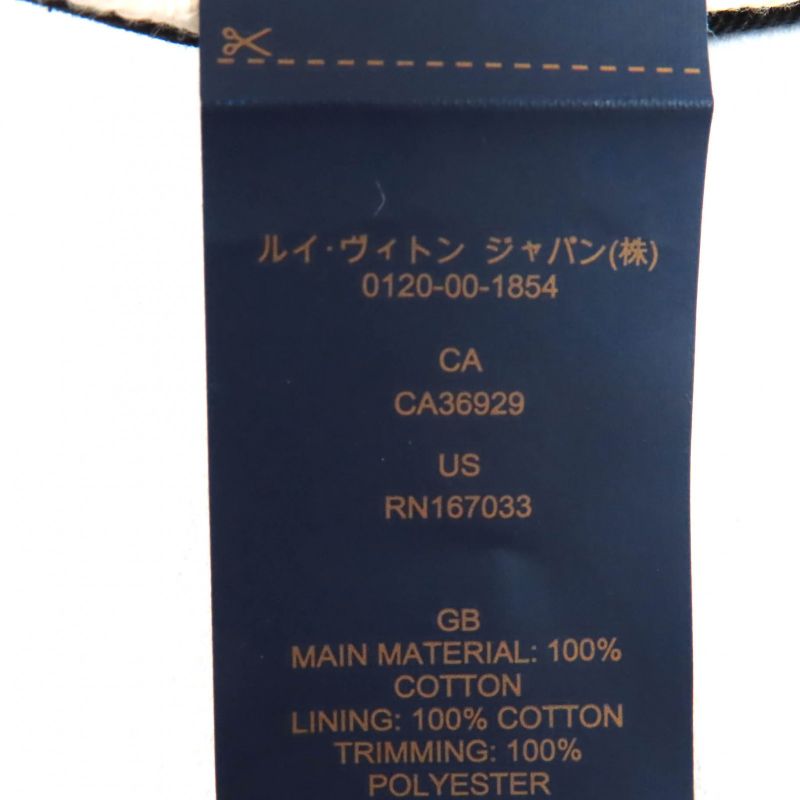 ルイ・ヴィトン ジャパン(株)
0120-00-1854
CA
CA36929
US
RN167033
GB
MAIN MATERIAL: 100%
COTTON
LINING: 100% COTTON
TRIMMING: 100%
POLYESTER